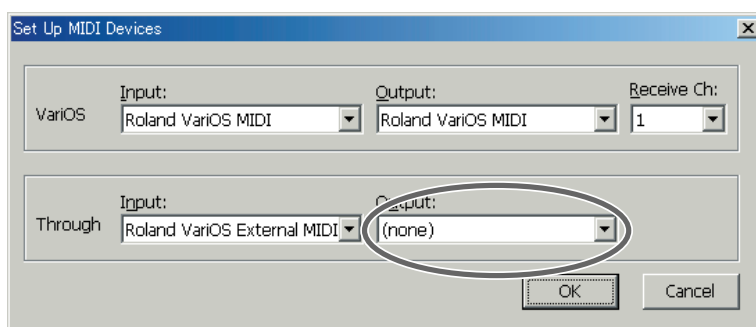 Set Up MIDI Devices
Input: Output: Receive Ch:
VariOS Roland VariOS MIDI Roland VariOS MIDI 1
Input: Output:
Through Roland VariOS External MIDI (none)
OK Cancel